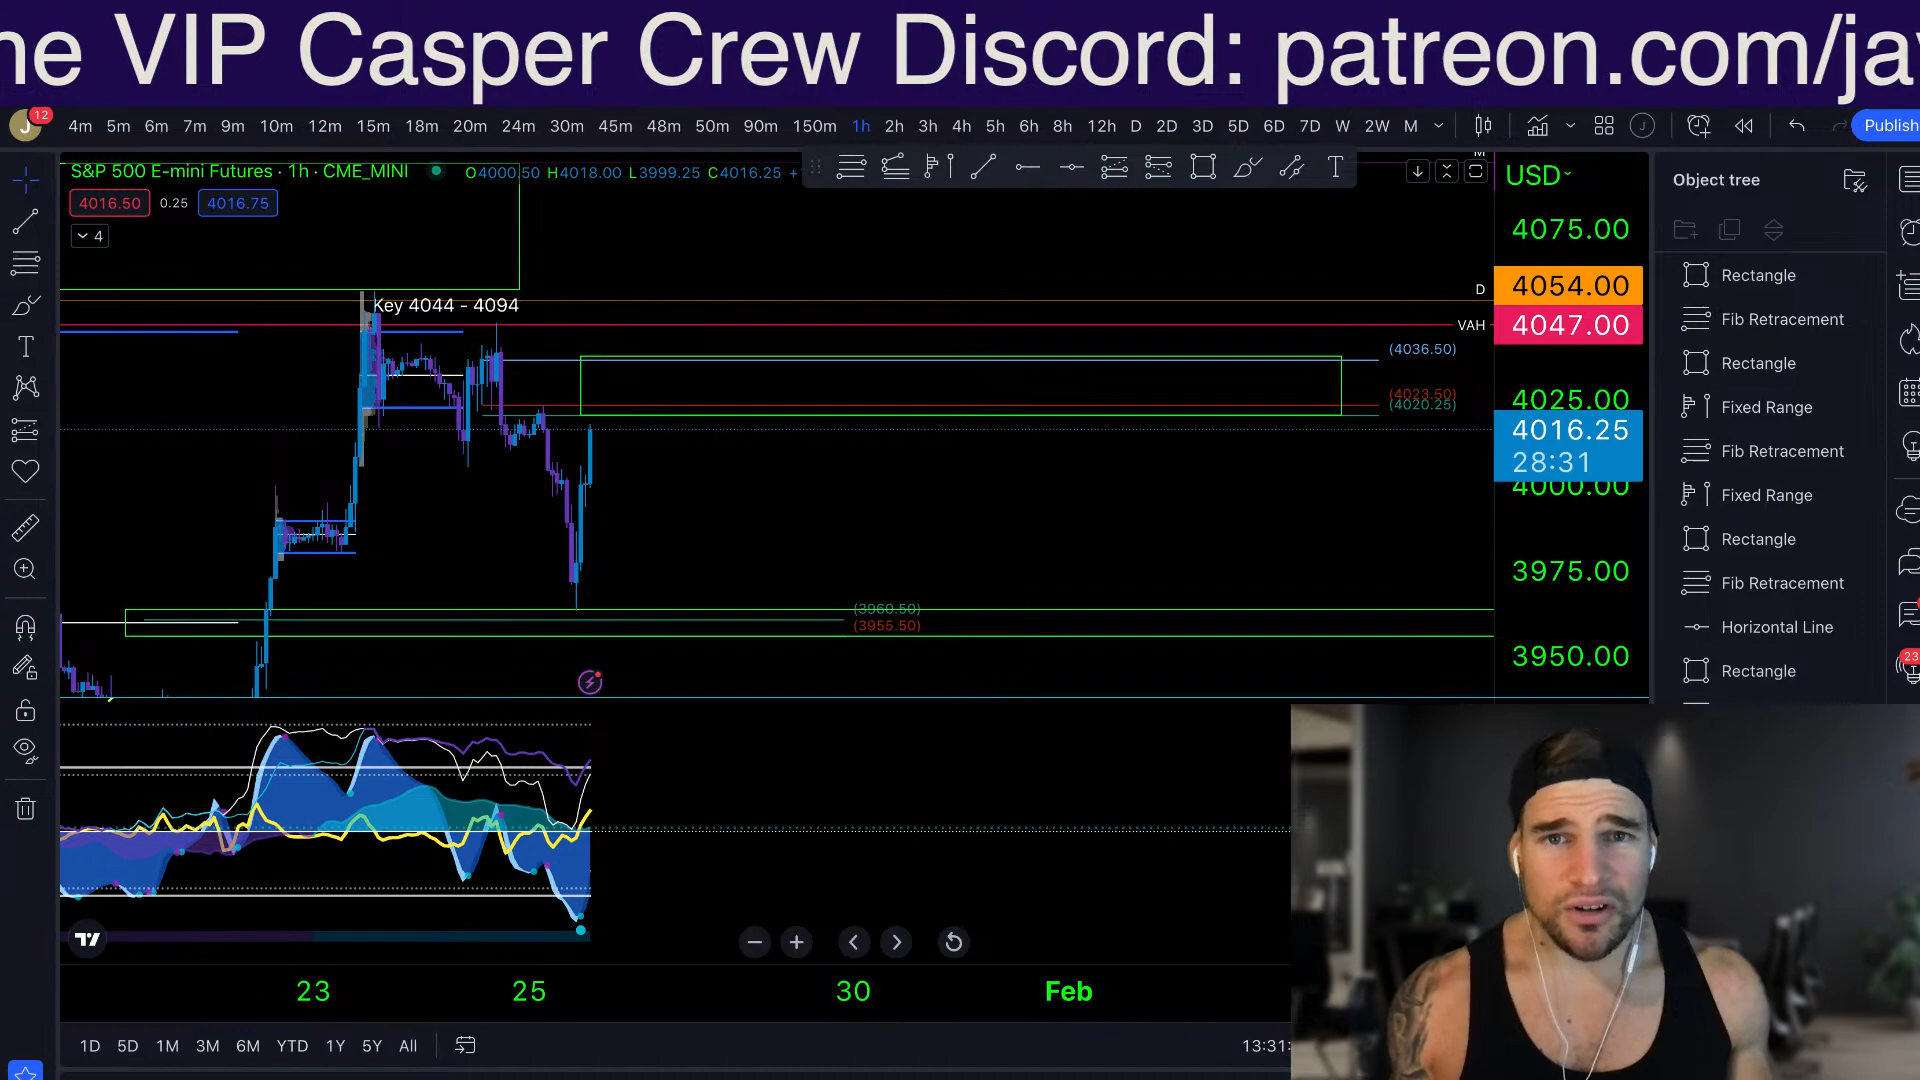 he VIP Casper Crew Discord: patreon.com/ja
J 12 4m 5m 6m 7m 9m 10m 12m 15m 18m 20m 24m 30m 45m 48m 50m 90m 150m 1h 2h 3h 4h 5h 6h 8h 12h D 2D 3D 5D 6D 7D W 2W M J Publish
S&P 500 E-mini Futures · 1h · CME_MINI O4000.50 H4018.00 L3999.25 C4016.25 +
4016.50 0.25 4016.75
4
USD
4075.00
D 4054.00
Key 4044 - 4094
VAH 4047.00
(4036.50)
(4023.50)
(4020.25)
4025.00
4016.25
28:31
4000.00
3975.00
(3960.50)
(3955.50)
3950.00
Object tree
Rectangle
Fib Retracement
Rectangle
Fixed Range
Fib Retracement
Fixed Range
Rectangle
Fib Retracement
Horizontal Line
Rectangle
23
23 25 30 Feb
1D 5D 1M 3M 6M YTD 1Y 5Y All 13:31: